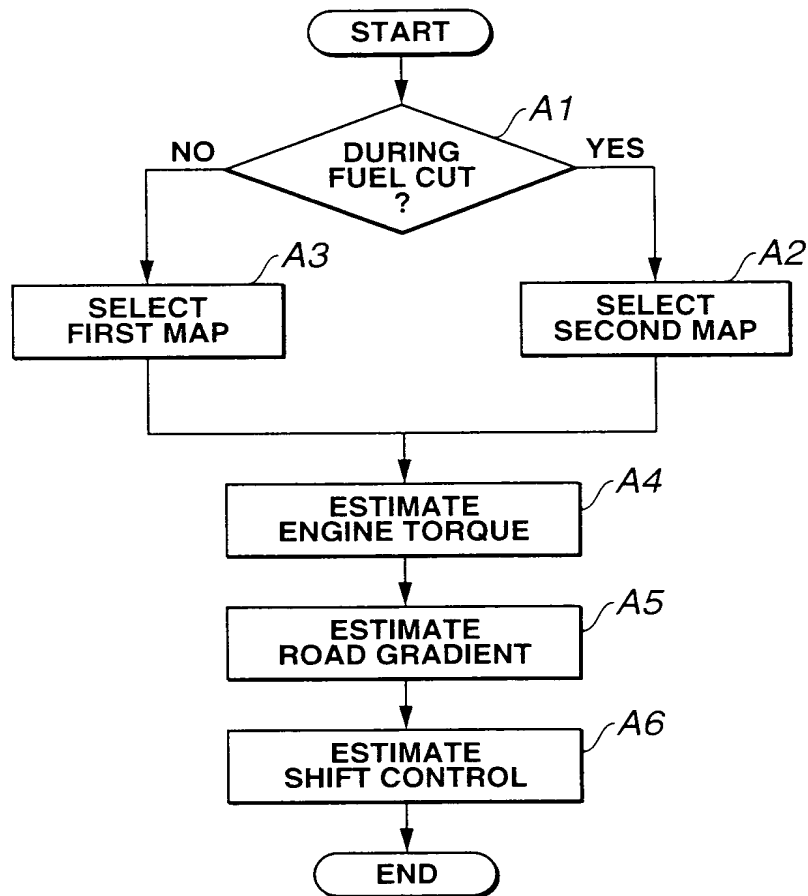 START
A1
NO
DURING
FUEL CUT
?
YES
A3
SELECT
FIRST MAP
A2
SELECT
SECOND MAP
A4
ESTIMATE
ENGINE TORQUE
A5
ESTIMATE
ROAD GRADIENT
A6
ESTIMATE
SHIFT CONTROL
END